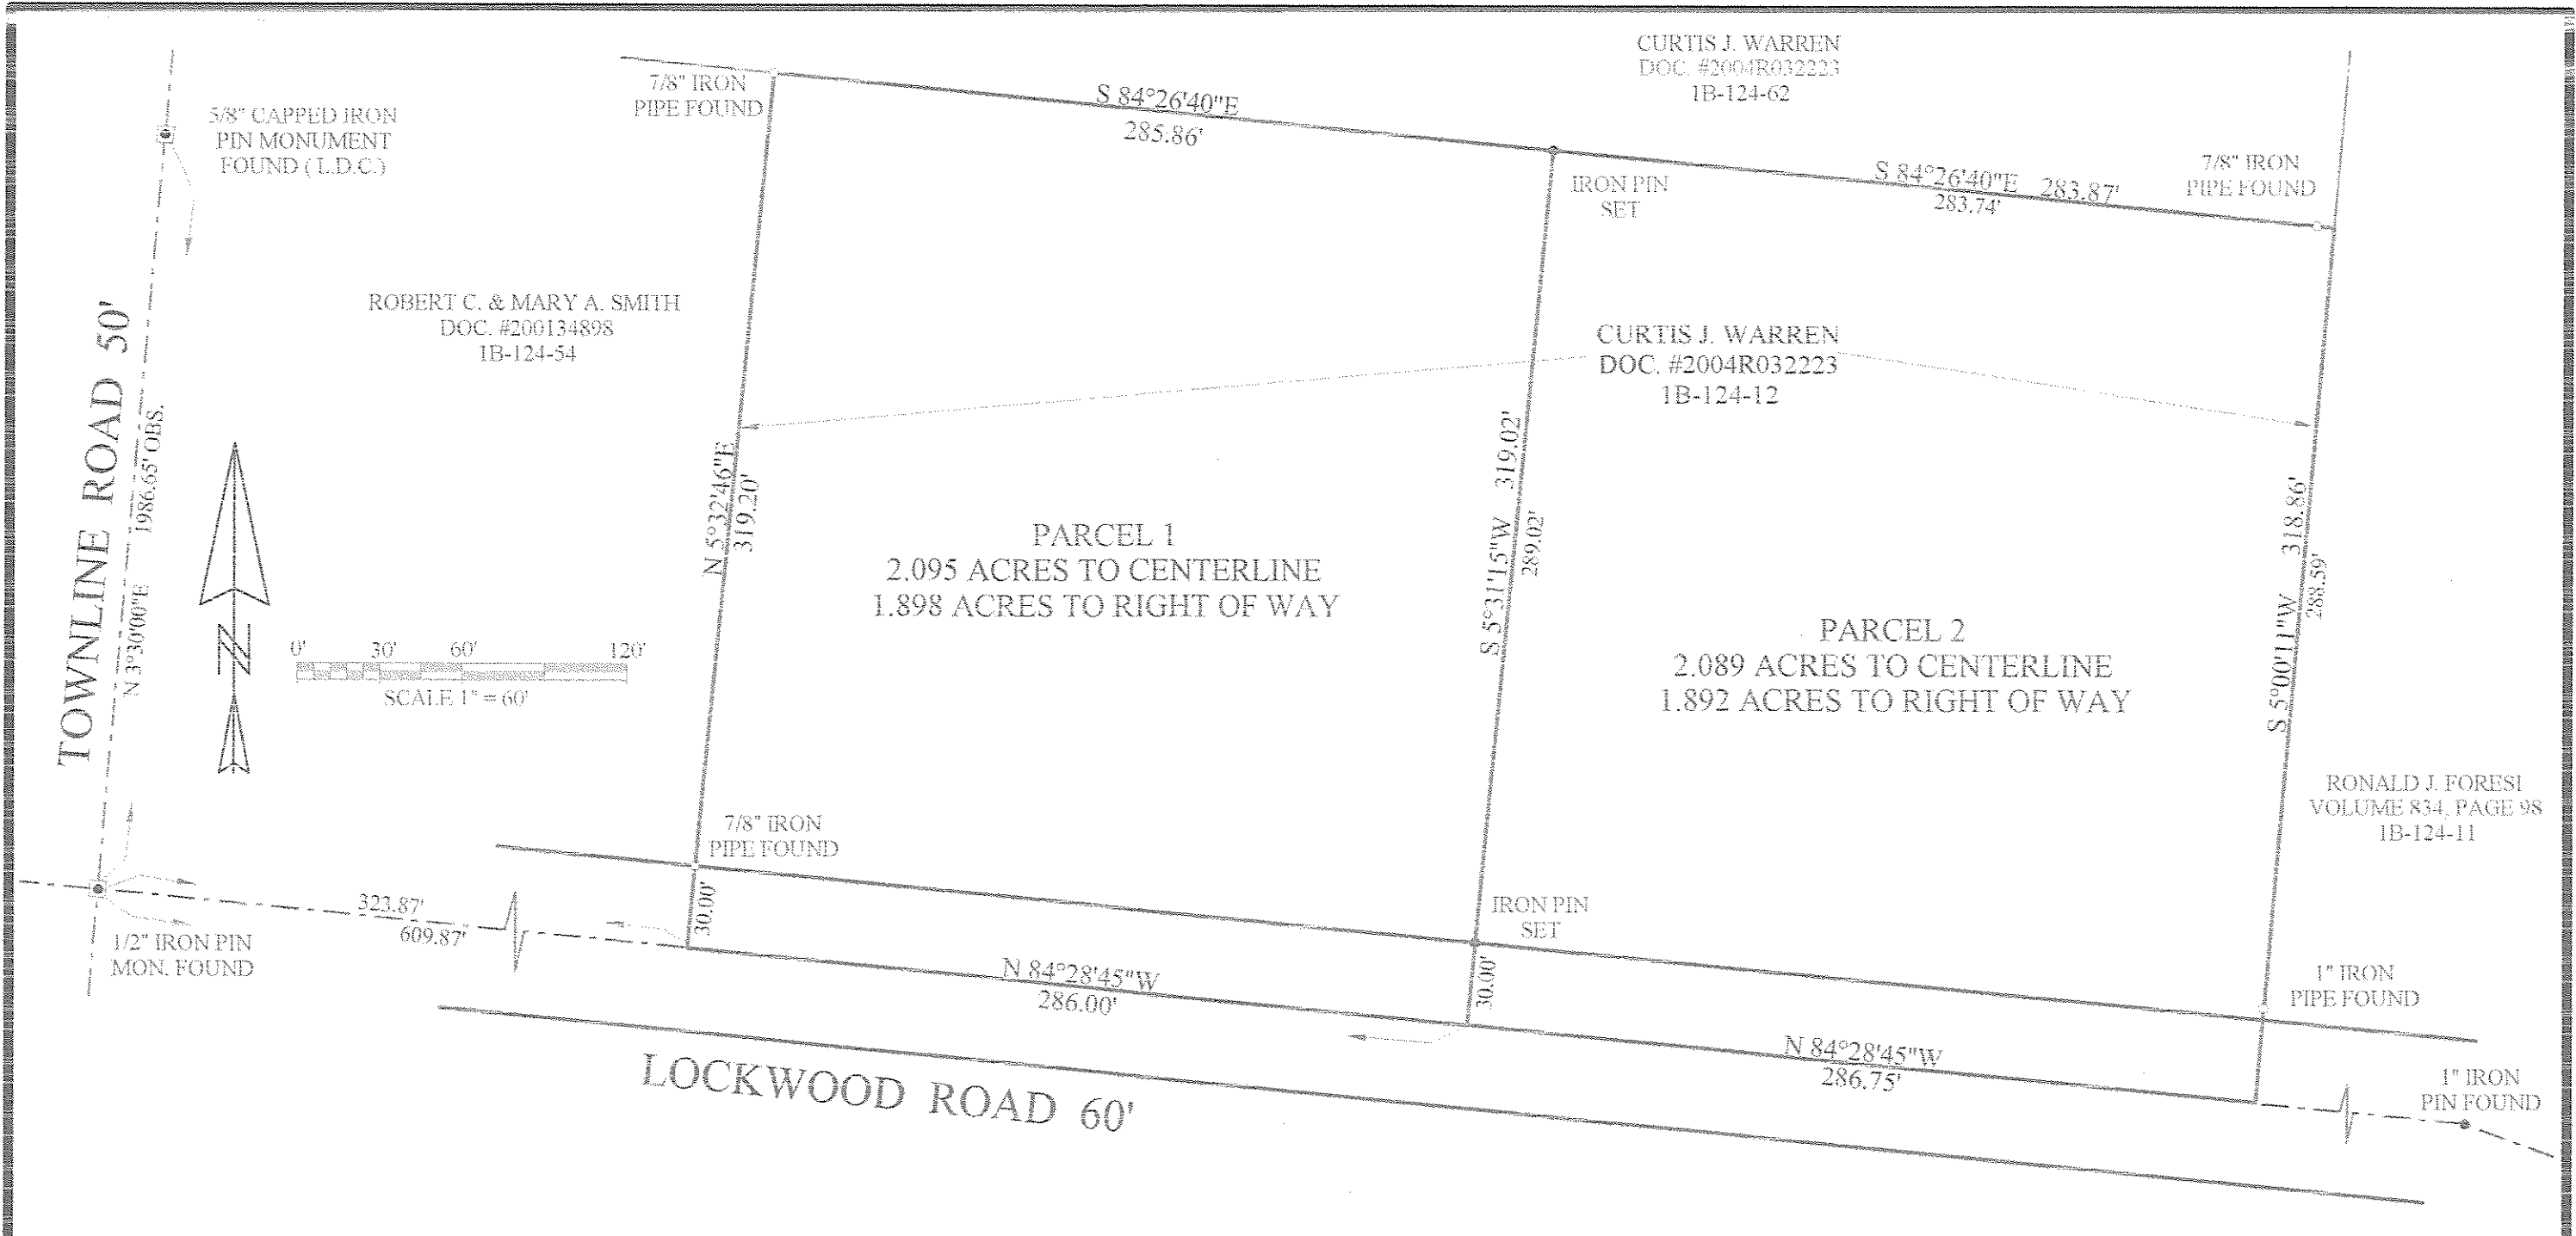 CURTIS J. WARREN
DOC. #2004R032223
1B-124-62
7/8" IRON
PIPE FOUND
S 84°26'40"E
285.86'
5/8" CAPPED IRON
PIN MONUMENT
FOUND ( L.D.C.)
IRON PIN
SET
S 84°26'40"E 283.87'
283.74'
7/8" IRON
PIPE FOUND
ROBERT C. & MARY A. SMITH
DOC. #200134898
1B-124-54
CURTIS J. WARREN
DOC. #2004R032223
1B-124-12
TOWNLINE ROAD 50'
N 3°30'00"E 1986.65' OBS.
N
0' 30' 60' 120'
SCALE 1" = 60'
N 5°32'46"E
319.20'
PARCEL 1
2.095 ACRES TO CENTERLINE
1.898 ACRES TO RIGHT OF WAY
S 5°31'15"W 319.02'
289.02'
PARCEL 2
2.089 ACRES TO CENTERLINE
1.892 ACRES TO RIGHT OF WAY
S 5°00'11"W 318.86'
288.59'
RONALD J. FORESI
VOLUME 834, PAGE 98
1B-124-11
7/8" IRON
PIPE FOUND
30.00'
323.87'
609.87'
1/2" IRON PIN
MON. FOUND
IRON PIN
SET
30.00'
N 84°28'45"W
286.00'
1" IRON
PIPE FOUND
N 84°28'45"W
286.75'
1" IRON
PIN FOUND
LOCKWOOD ROAD 60'